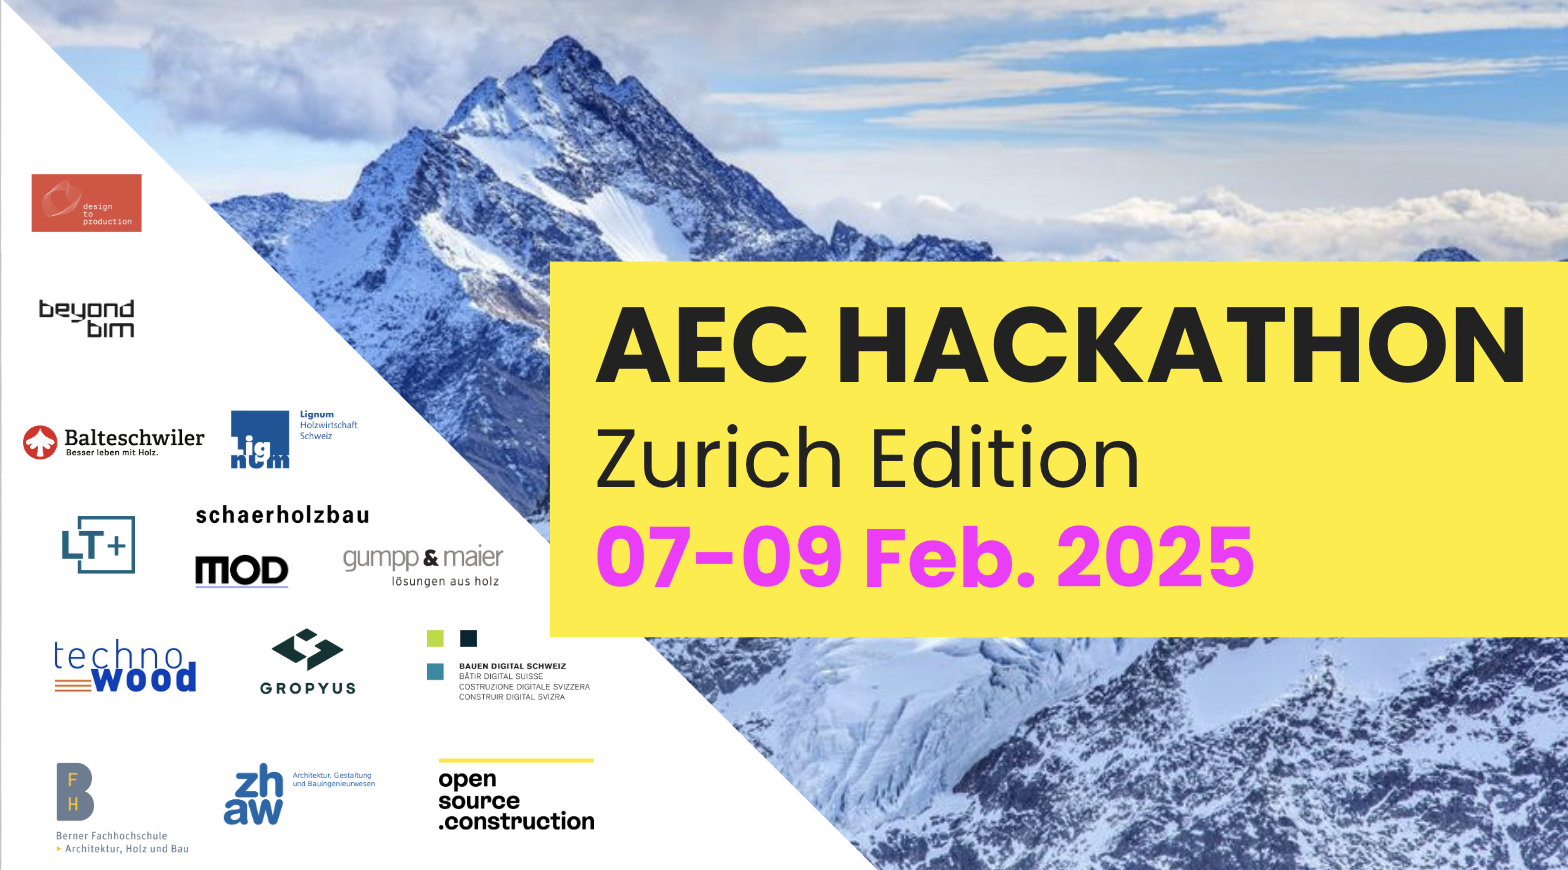 design
to
production
beyond
bim
Balteschwiler
Besser leben mit Holz.
Lig
num
Lignum
Holzwirtschaft
Schweiz
LT+
schaerholzbau
MOD
gumpp & maier
lösungen aus holz
techno
wood
GROPYUS
BAUEN DIGITAL SCHWEIZ
BÂTIR DIGITAL SUISSE
COSTRUZIONE DIGITALE SVIZZERA
CONSTRUIR DIGITAL SVIZRA
F
H
B
Berner Fachhochschule
Architektur, Holz und Bau
zh
aw
Architektur, Gestaltung
und Bauingenieurwesen
open
source
.construction
AEC HACKATHON
Zurich Edition
07–09 Feb. 2025